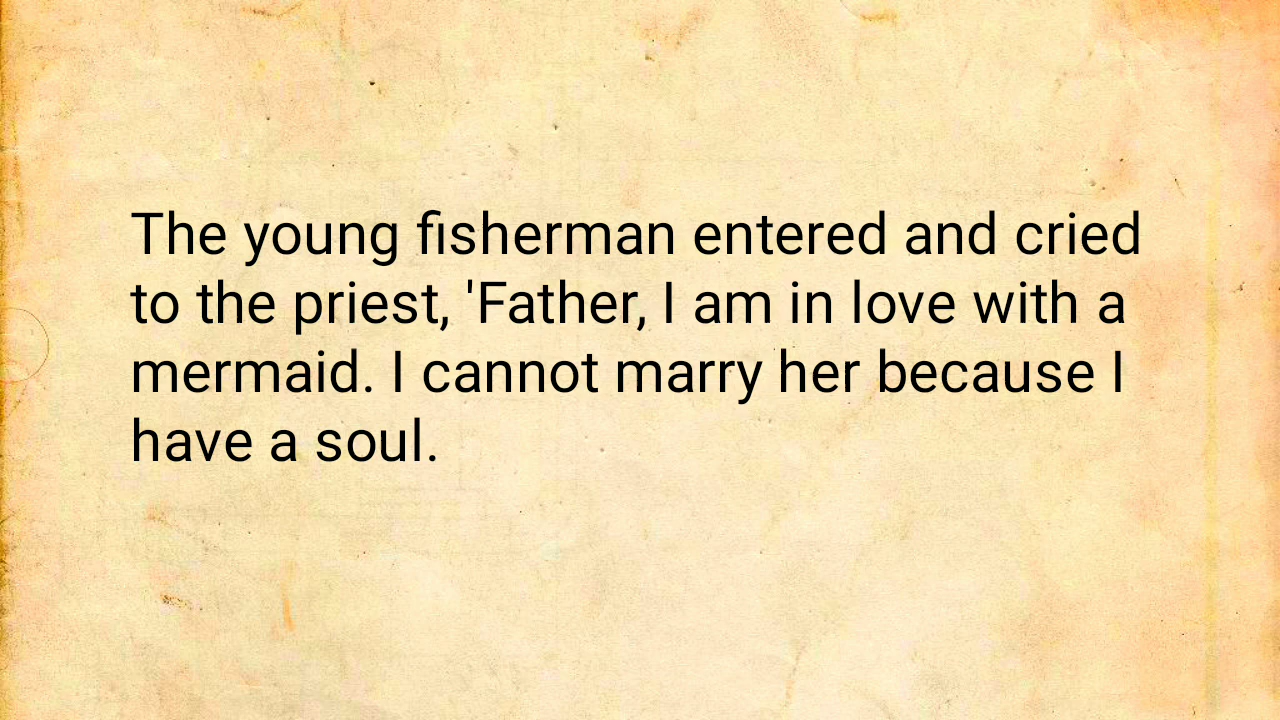 The young fisherman entered and cried
to the priest, 'Father, I am in love with a
mermaid. I cannot marry her because I
have a soul.